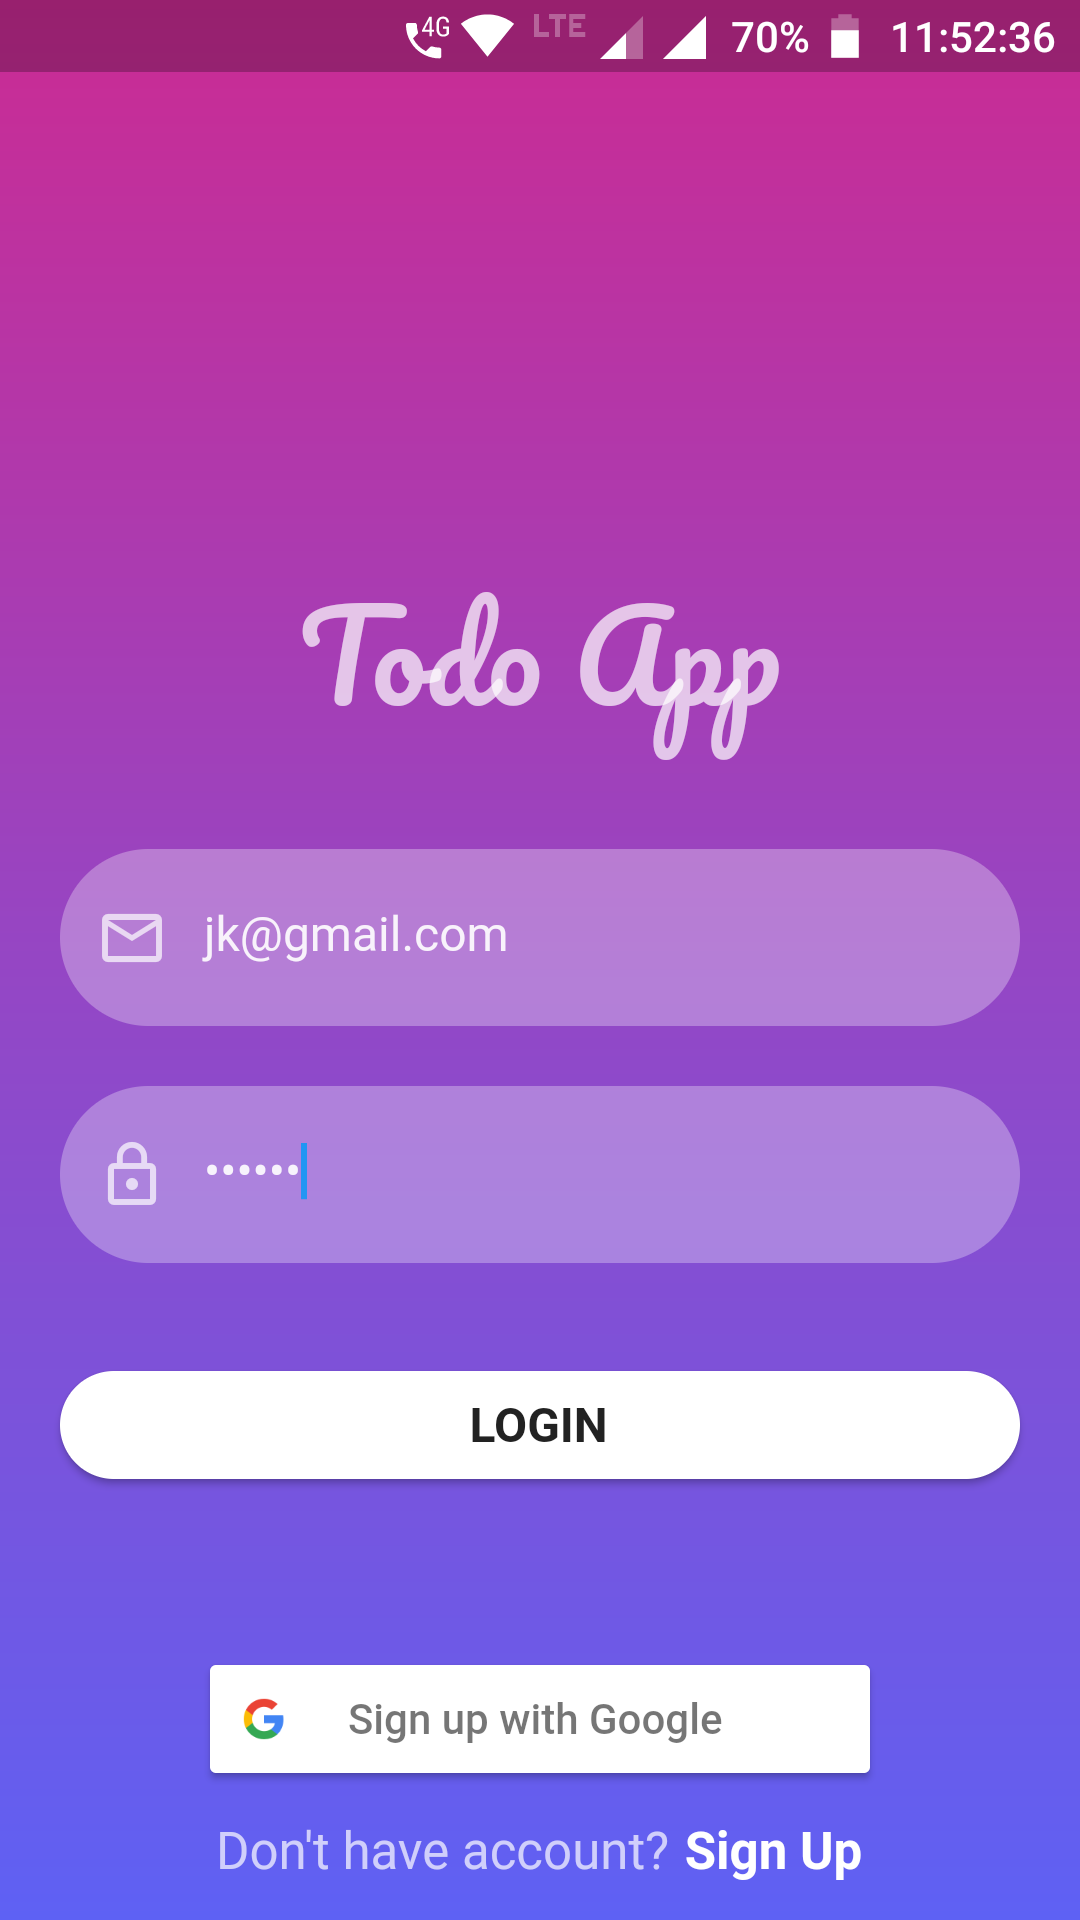 4G LTE 70% 11:52:36
Todo App
jk@gmail.com
••••••
LOGIN
Sign up with Google
Don't have account? Sign Up